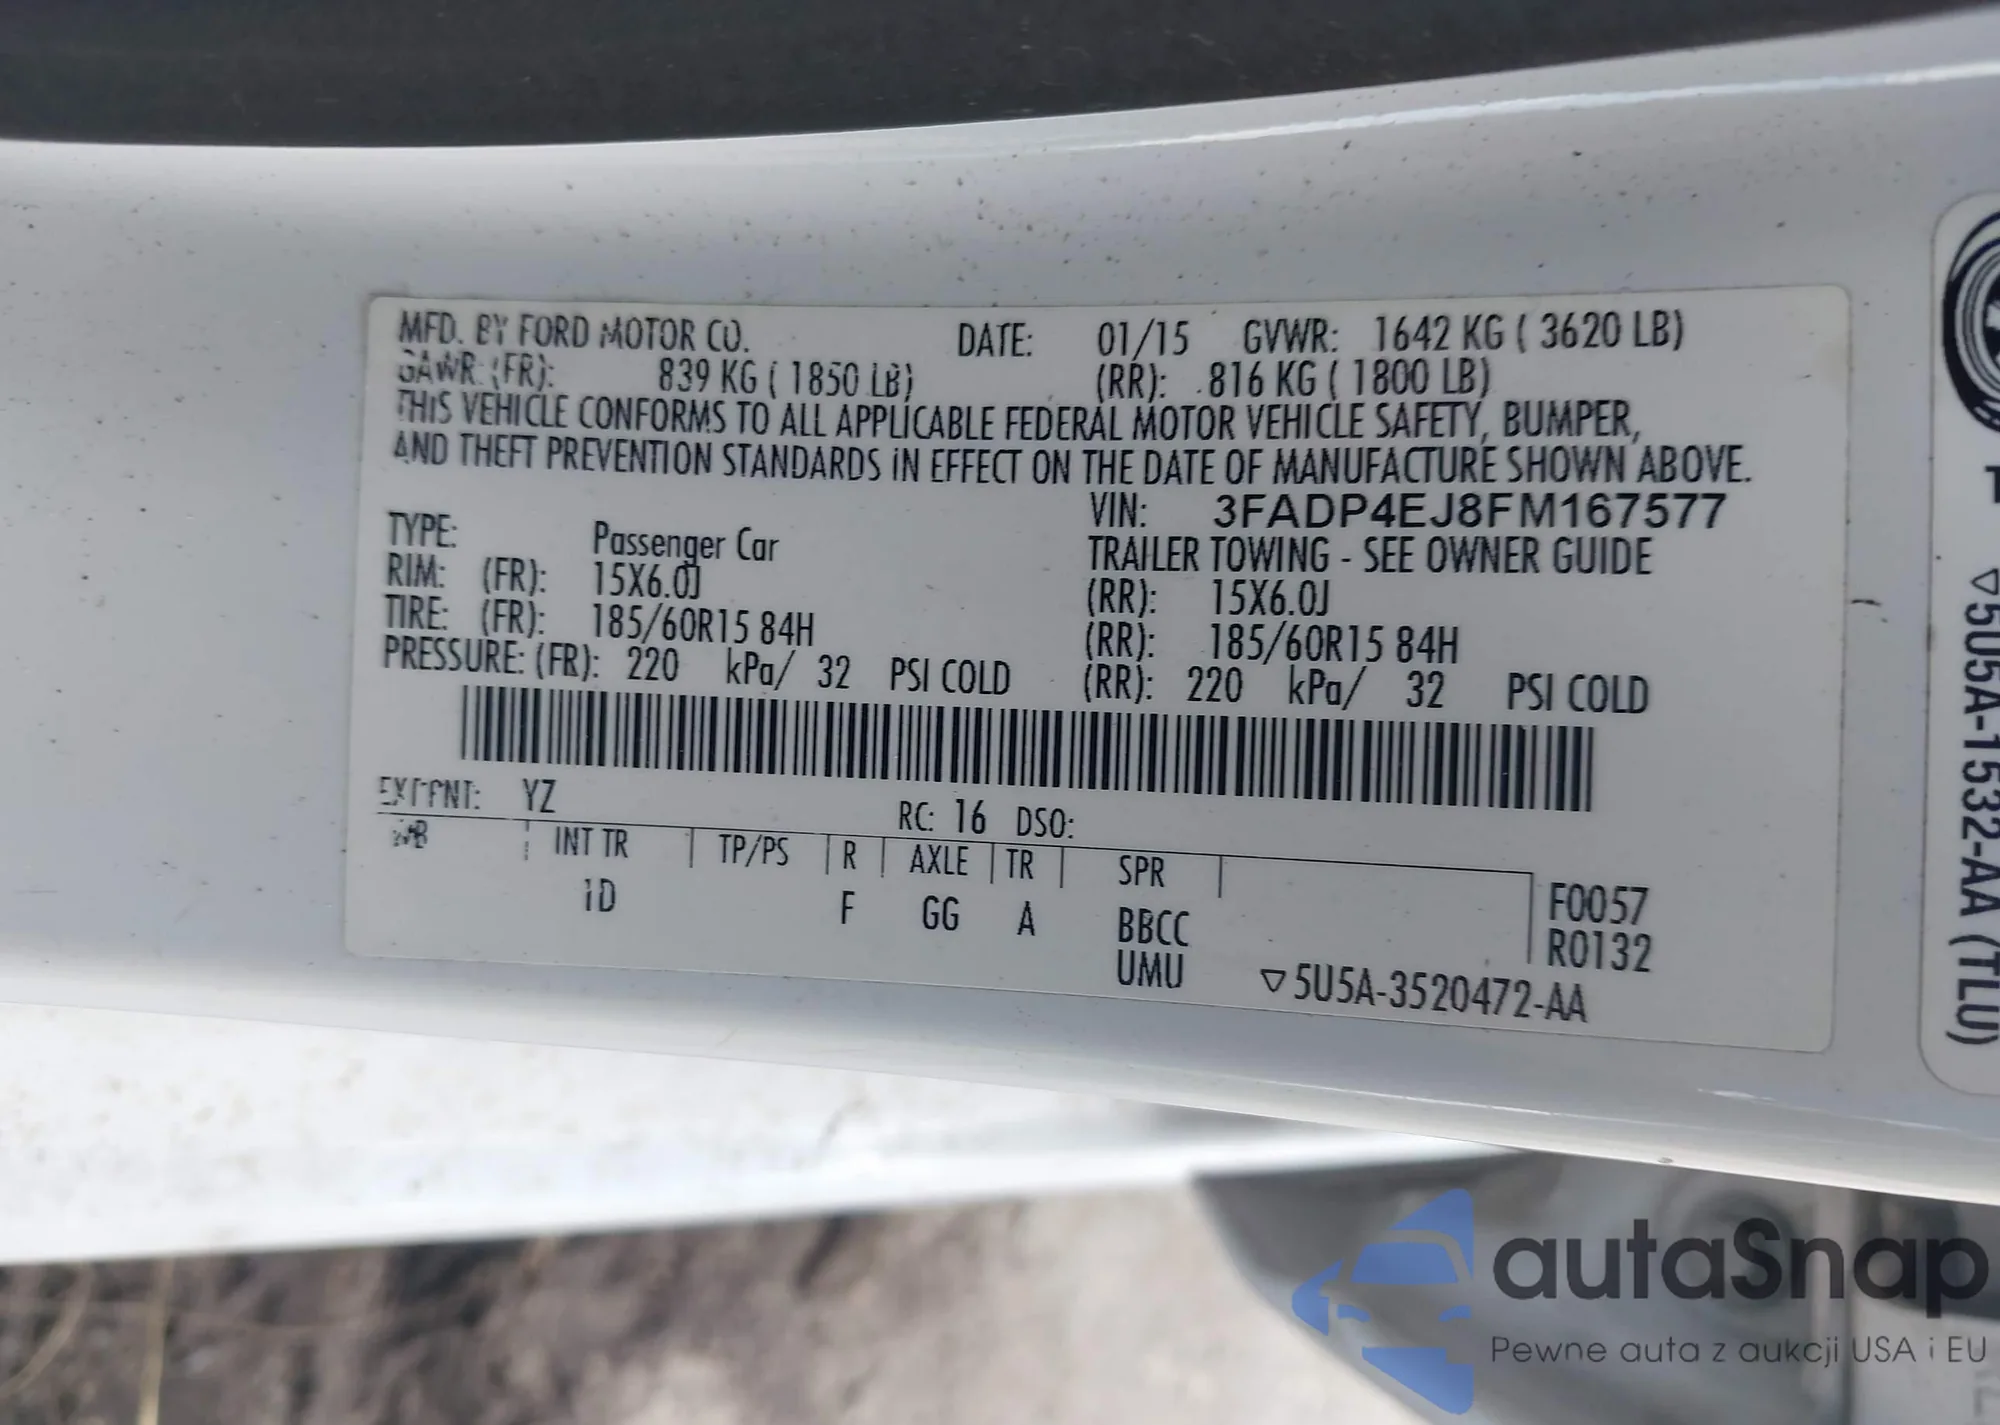 MFD. BY FORD MOTOR CO. DATE: 01/15 GVWR: 1642 KG ( 3620 LB)
GAWR: (FR): 839 KG ( 1850 LB) (RR): 816 KG ( 1800 LB)
THIS VEHICLE CONFORMS TO ALL APPLICABLE FEDERAL MOTOR VEHICLE SAFETY, BUMPER,
AND THEFT PREVENTION STANDARDS IN EFFECT ON THE DATE OF MANUFACTURE SHOWN ABOVE.
VIN: 3FADP4EJ8FM167577
TYPE: Passenger Car TRAILER TOWING - SEE OWNER GUIDE
RIM: (FR): 15X6.0J (RR): 15X6.0J
TIRE: (FR): 185/60R15 84H (RR): 185/60R15 84H
PRESSURE: (FR): 220 kPa/ 32 PSI COLD (RR): 220 kPa/ 32 PSI COLD
EXT PNT: YZ RC: 16 DSO:
WB INT TR TP/PS R AXLE TR SPR
1D F GG A BBCC F0057
UMU R0132
▽5U5A-3520472-AA
▽5U5A-1532-AA (TLU)
autaSnap
Pewne auta z aukcji USA i EU